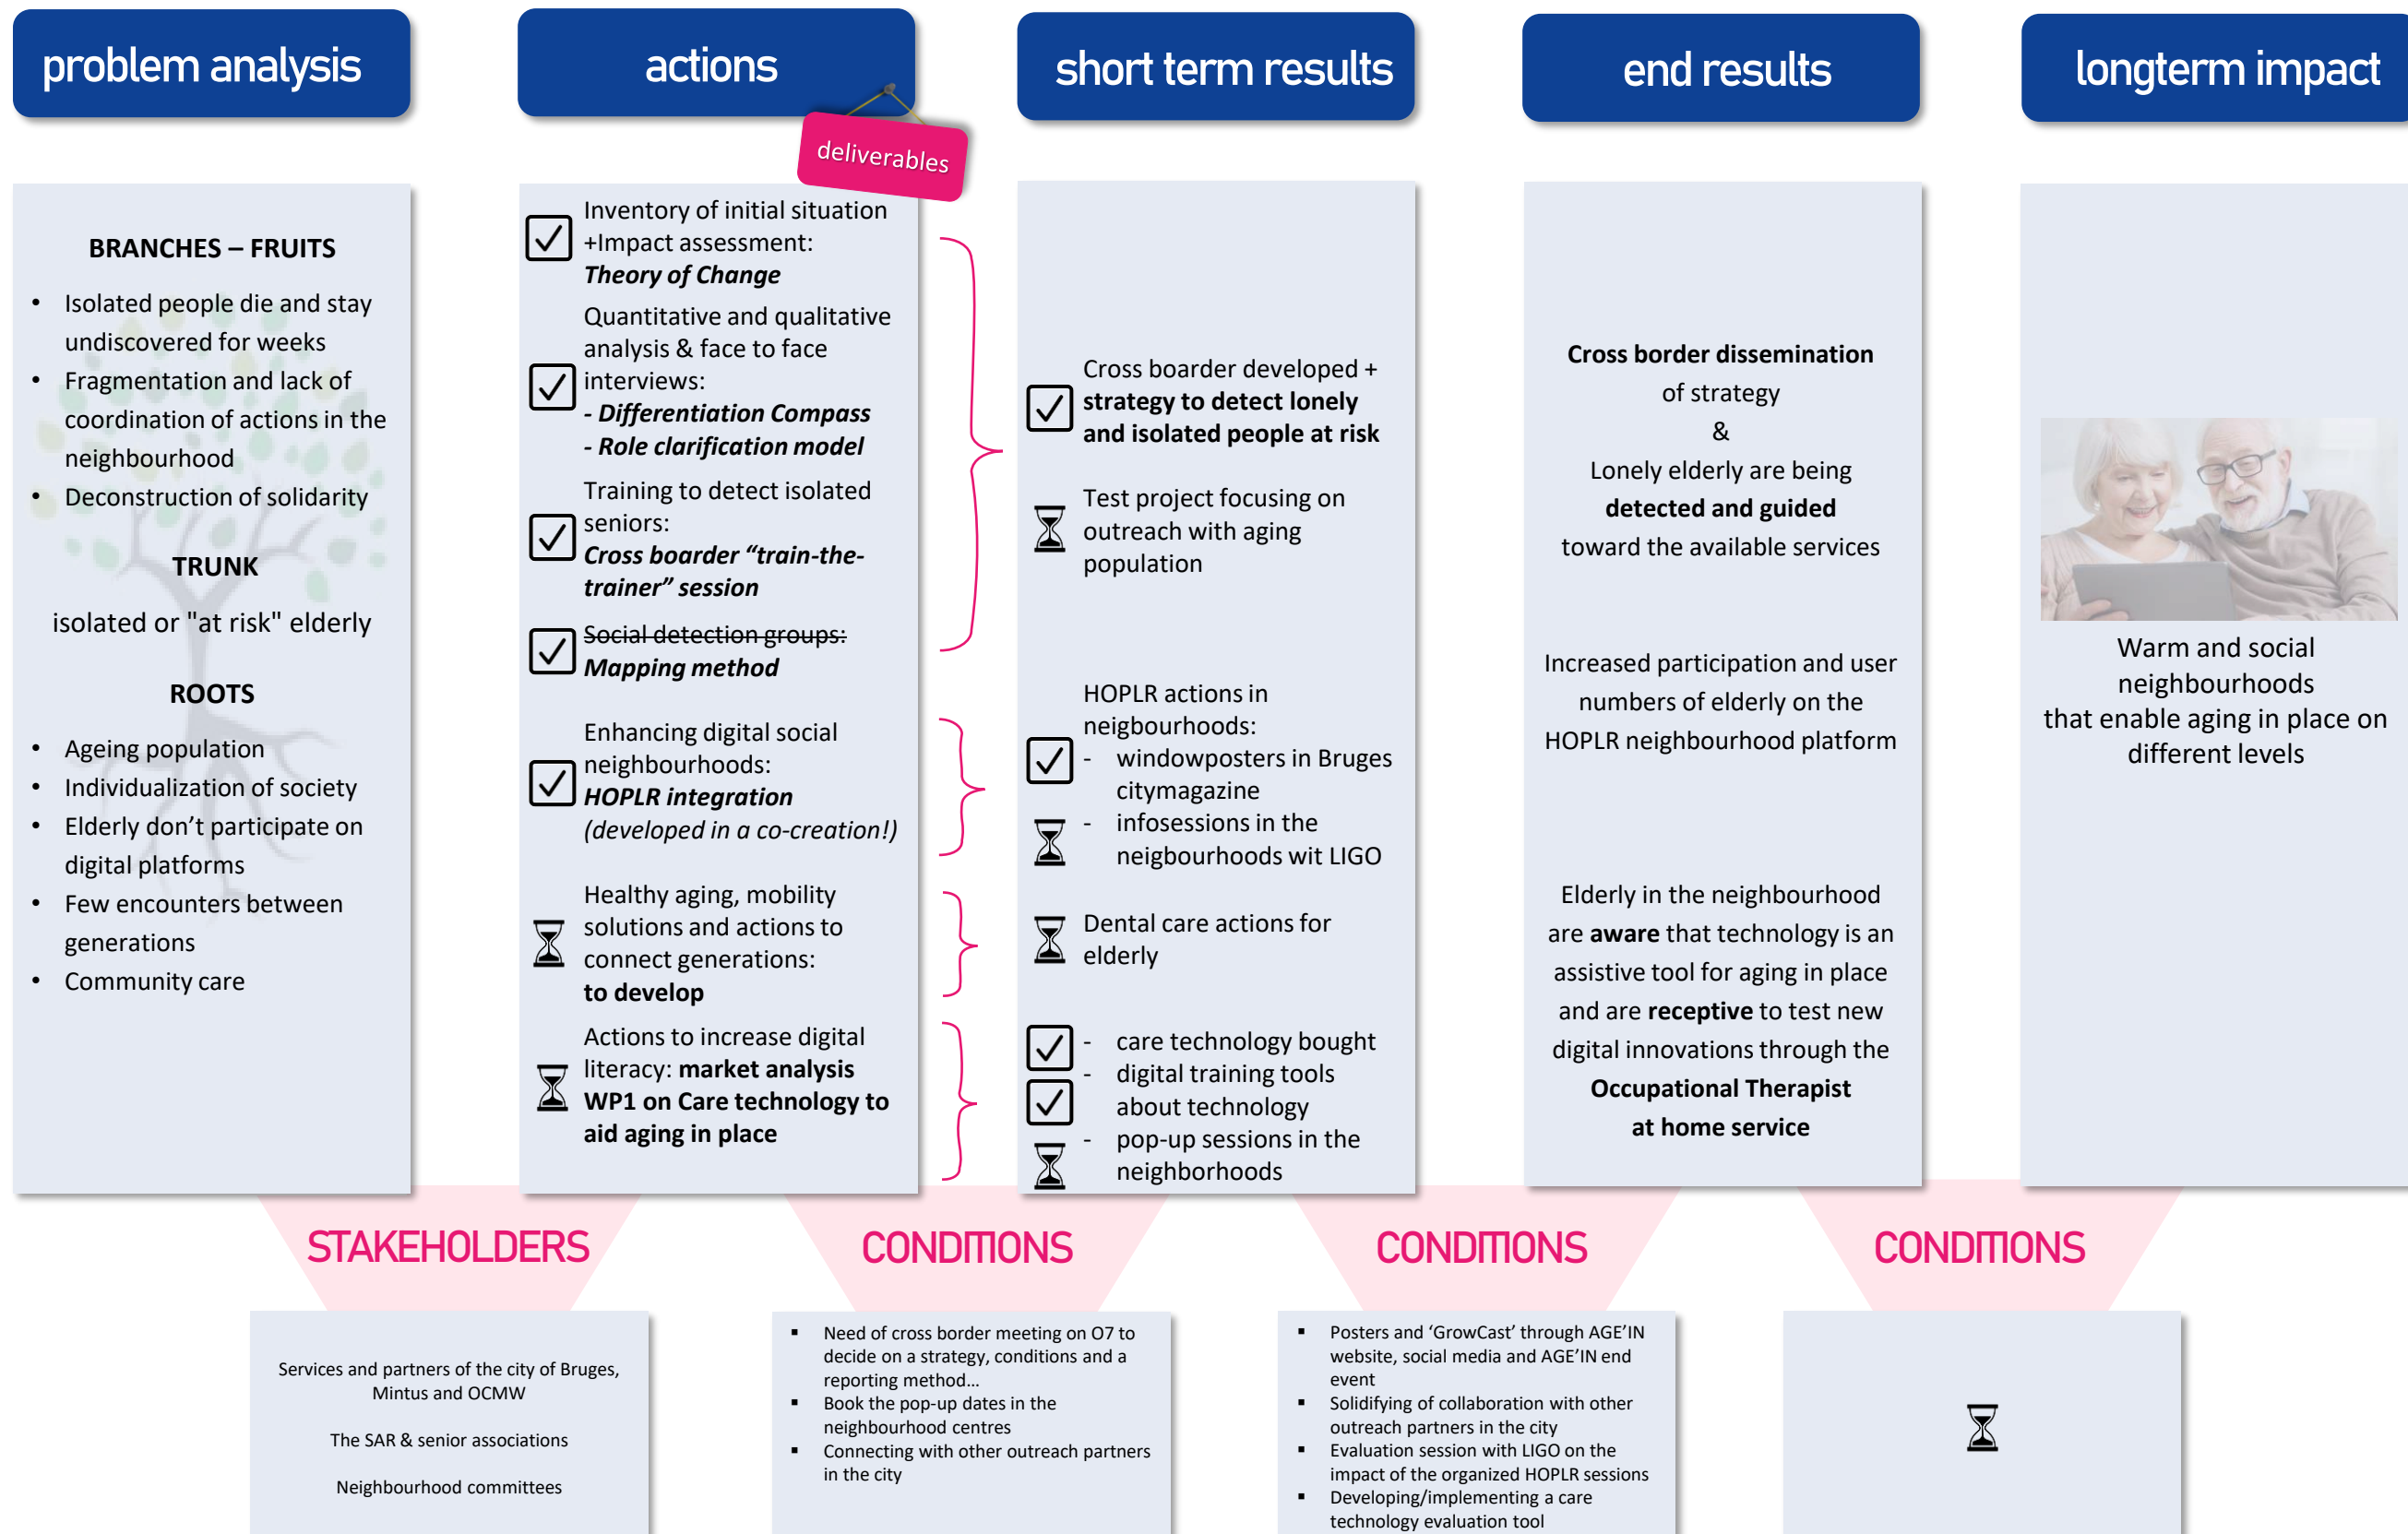 problem analysis
BRANCHES – FRUITS
• Isolated people die and stay
undiscovered for weeks
• Fragmentation and lack of
coordination of actions in the
neighbourhood
• Deconstruction of solidarity
TRUNK
isolated or "at risk" elderly
ROOTS
• Ageing population
• Individualization of society
• Elderly don’t participate on
digital platforms
• Few encounters between
generations
• Community care
actions
deliverables
Inventory of initial situation
+Impact assessment:
Theory of Change
Quantitative and qualitative
analysis & face to face
interviews:
- Differentiation Compass
- Role clarification model
Training to detect isolated
seniors:
Cross boarder “train-the-
trainer” session
Social detection groups:
Mapping method
Enhancing digital social
neighbourhoods:
HOPLR integration
(developed in a co-creation!)
Healthy aging, mobility
solutions and actions to
connect generations:
to develop
Actions to increase digital
literacy: market analysis
WP1 on Care technology to
aid aging in place
short term results
Cross boarder developed +
strategy to detect lonely
and isolated people at risk
Test project focusing on
outreach with aging
population
HOPLR actions in
neigbourhoods:
- windowposters in Bruges
citymagazine
- infosessions in the
neigbourhoods wit LIGO
Dental care actions for
elderly
- care technology bought
- digital training tools
about technology
- pop-up sessions in the
neighborhoods
end results
Cross border dissemination
of strategy
&
Lonely elderly are being
detected and guided
toward the available services
Increased participation and user
numbers of elderly on the
HOPLR neighbourhood platform
Elderly in the neighbourhood
are aware that technology is an
assistive tool for aging in place
and are receptive to test new
digital innovations through the
Occupational Therapist
at home service
longterm impact
Warm and social
neighbourhoods
that enable aging in place on
different levels
STAKEHOLDERS
Services and partners of the city of Bruges,
Mintus and OCMW
The SAR & senior associations
Neighbourhood committees
CONDITIONS
▪ Need of cross border meeting on O7 to
decide on a strategy, conditions and a
reporting method…
▪ Book the pop-up dates in the
neighbourhood centres
▪ Connecting with other outreach partners
in the city
CONDITIONS
▪ Posters and ‘GrowCast’ through AGE’IN
website, social media and AGE’IN end
event
▪ Solidifying of collaboration with other
outreach partners in the city
▪ Evaluation session with LIGO on the
impact of the organized HOPLR sessions
▪ Developing/implementing a care
technology evaluation tool
CONDITIONS